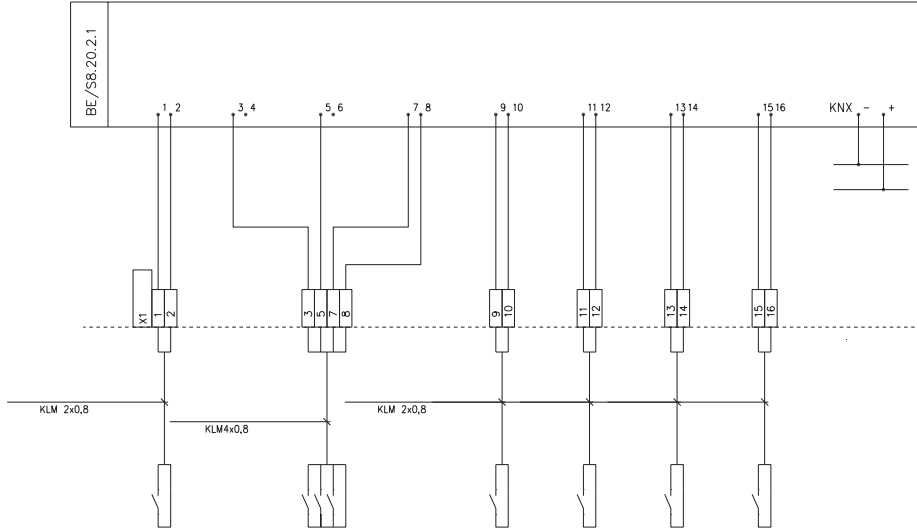 BE/S8.20.2.1
1 2 3 4 5 6 7 8 9 10 11 12 13 14 15 16 KNX - +
X1 1 2 3 5 7 8 9 10 11 12 13 14 15 16
KLM 2x0,8 KLM 2x0,8
KLM4x0,8